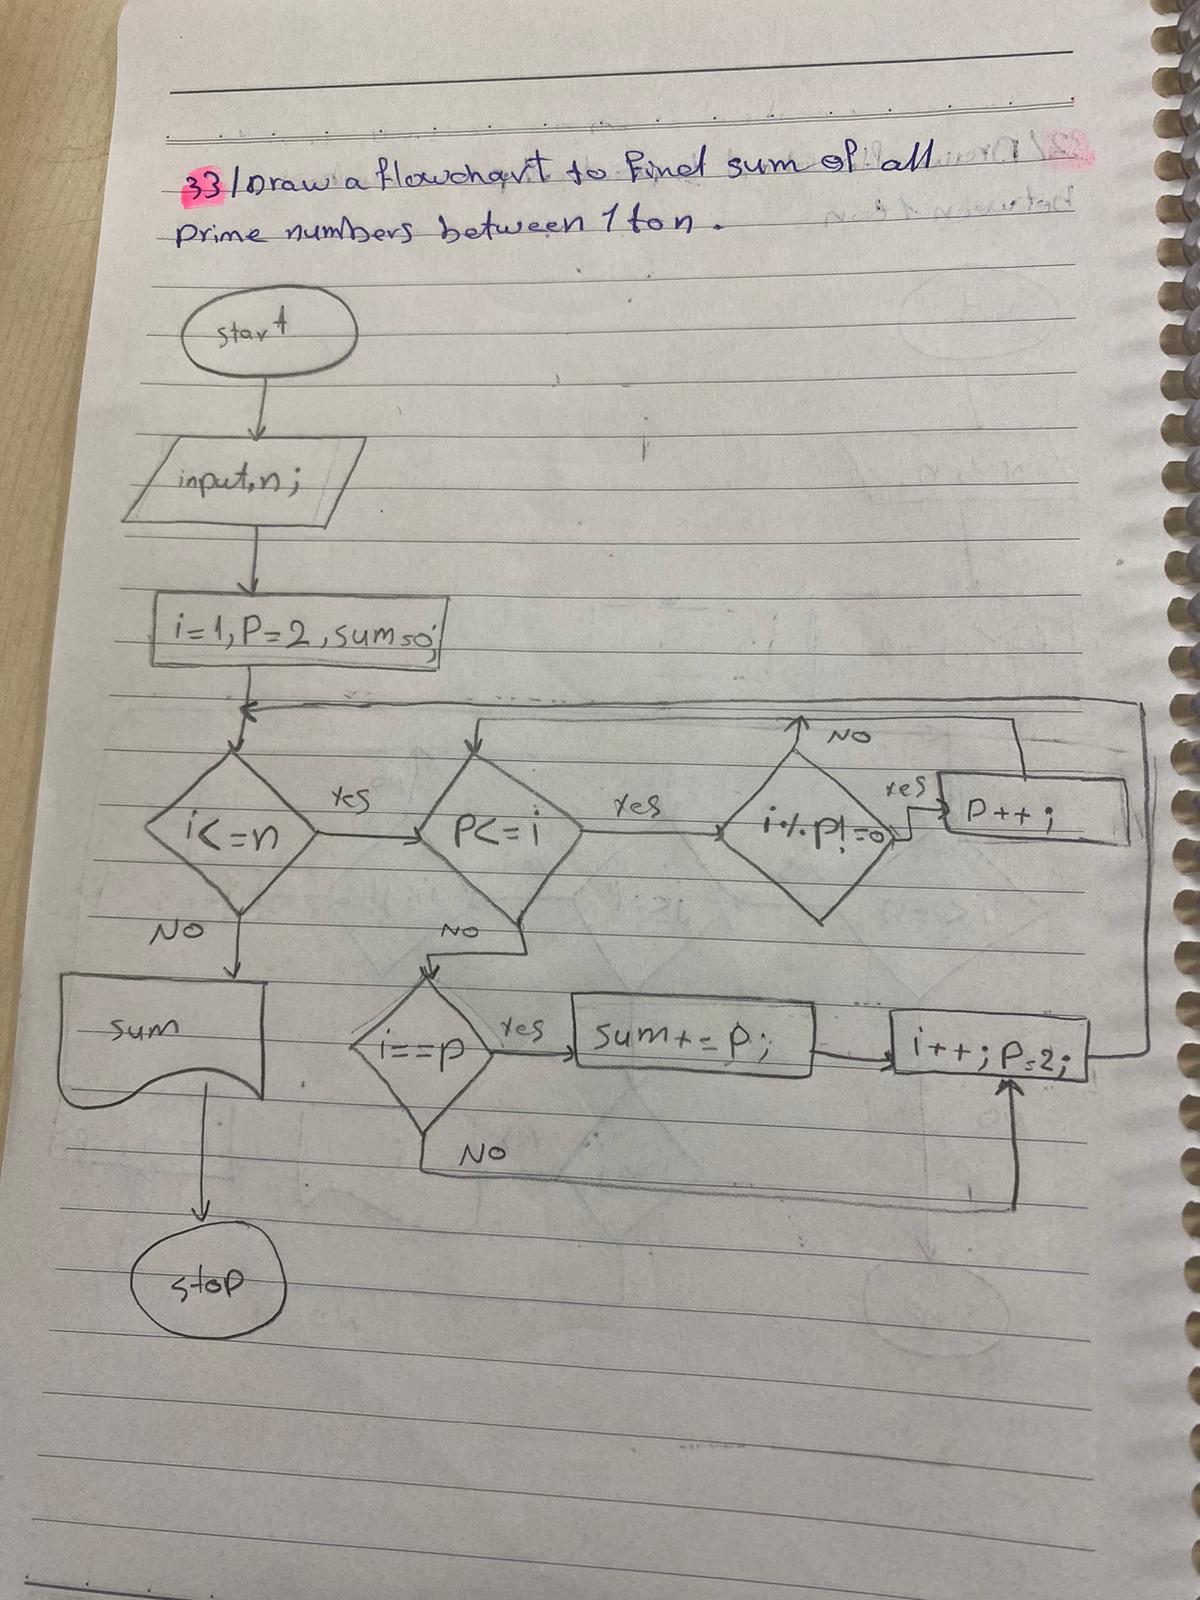 33/Draw a flowchart to find sum of all
prime numbers between 1 to n.
start
input,n;
i=1,P=2,sum=0;
i<=n
Yes
P<=i
Yes
i%P!=0
NO
Yes
P++;
NO
sum
stop
NO
i==P
Yes
sum+=P;
i++;P=2;
NO